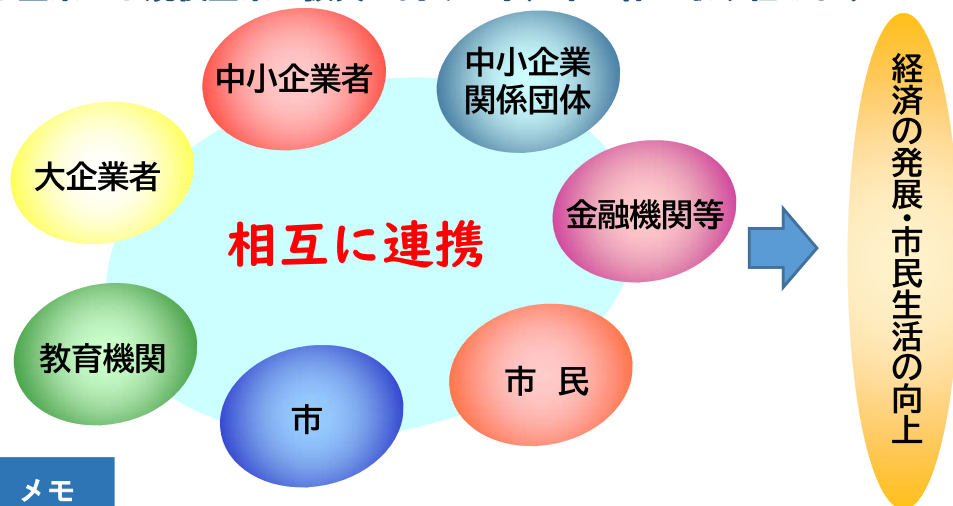 中小企業者
中小企業
関係団体
大企業者
金融機関等
相互に連携
教育機関
市
市 民
経済の発展・市民生活の向上
メモ